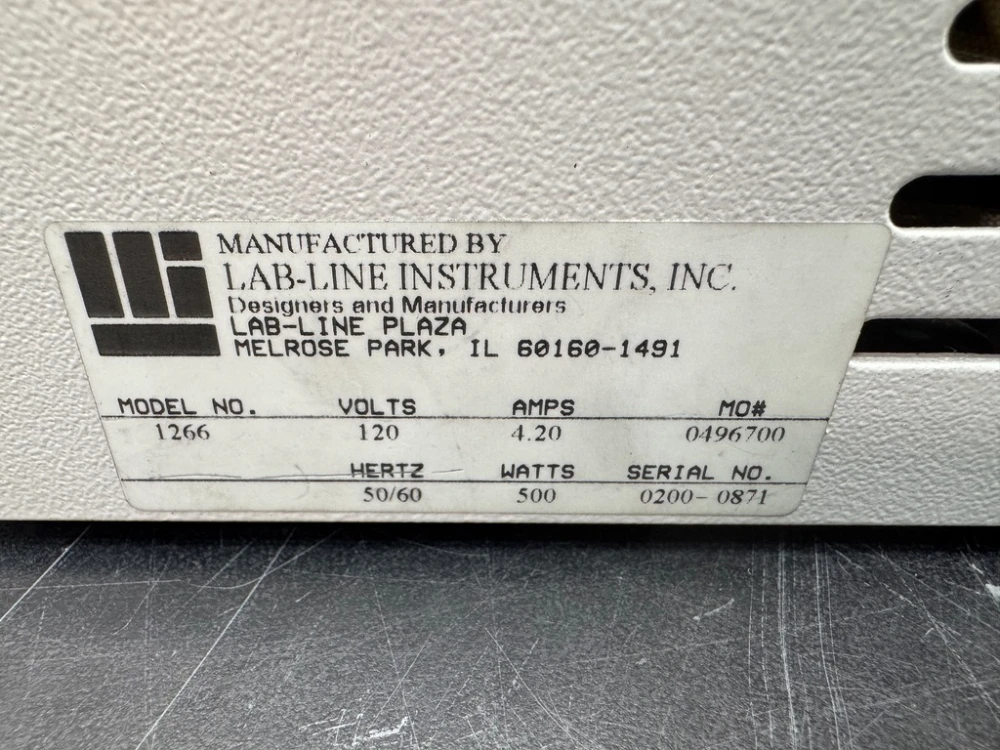 MANUFACTURED BY
LAB-LINE INSTRUMENTS, INC.
Designers and Manufacturers
LAB-LINE PLAZA
MELROSE PARK, IL 60160-1491
MODEL NO. VOLTS AMPS MO#
1266 120 4.20 0496700
HERTZ WATTS SERIAL NO.
50/60 500 0200- 0871